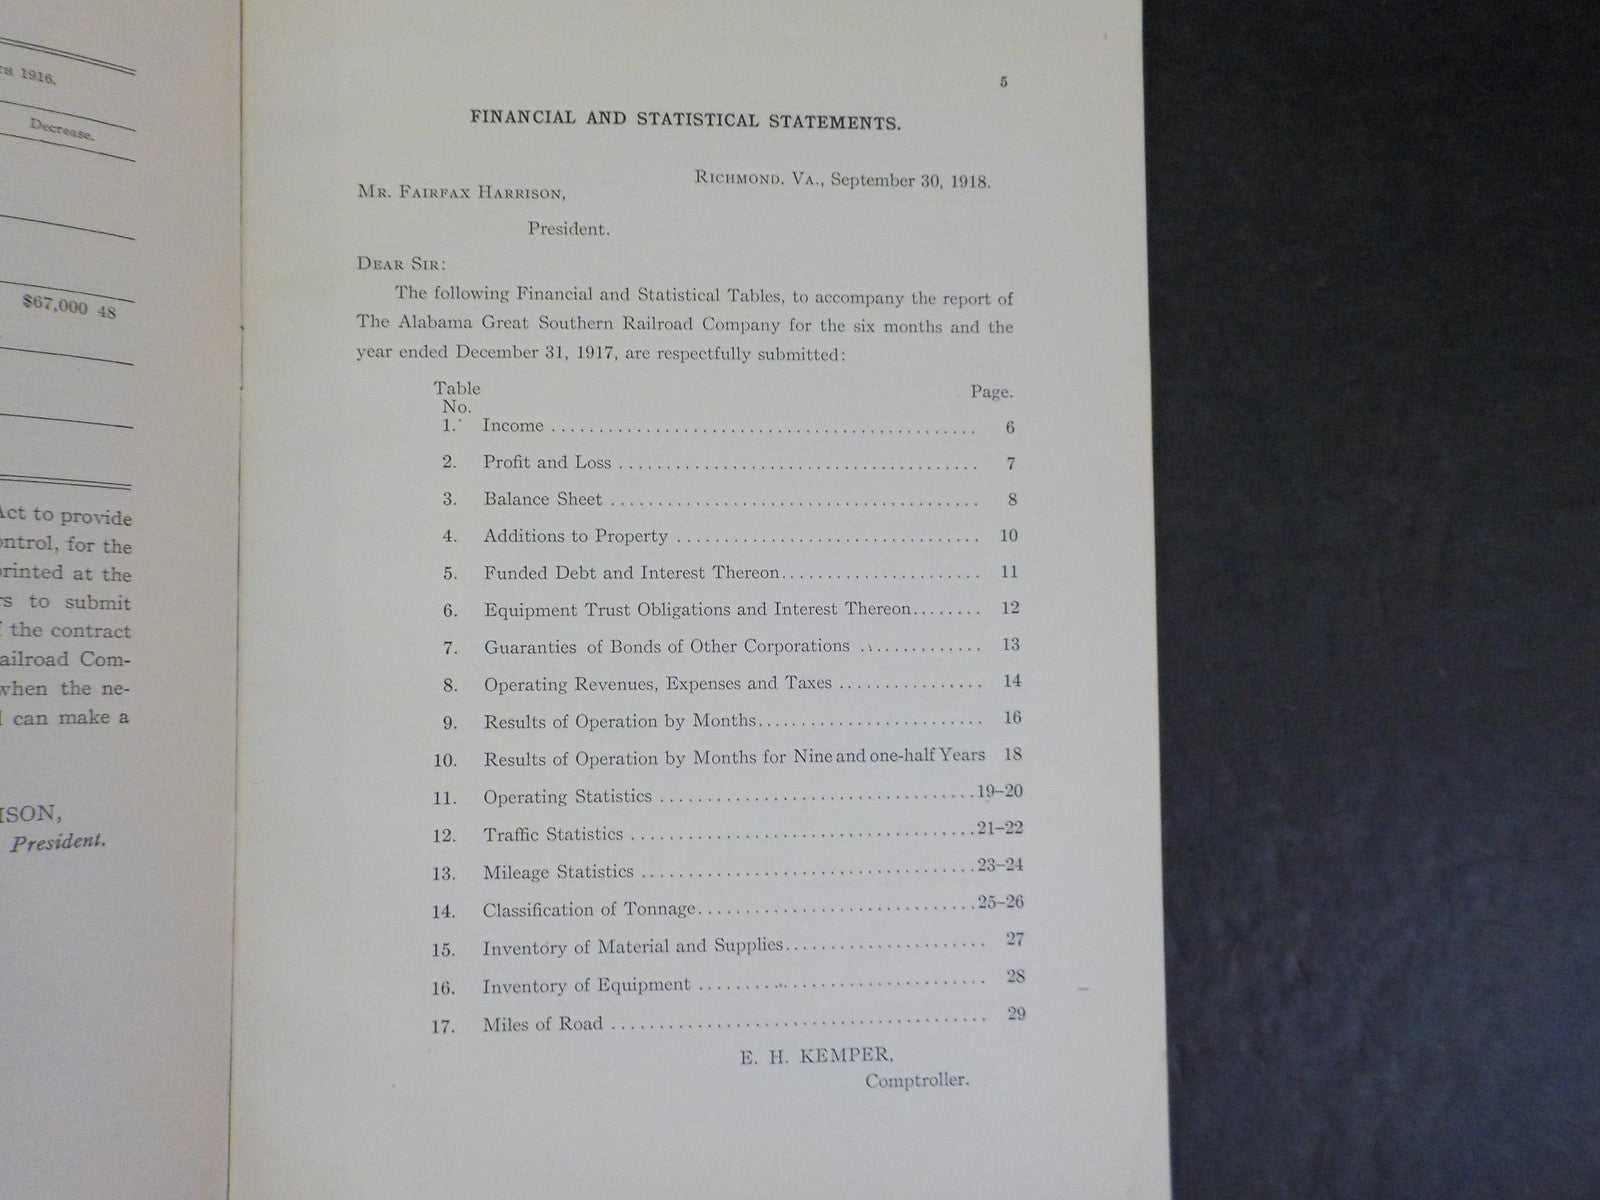 1916.
Decrease.
$67,000 48
Act to provide
for the
printed at the
to submit
the contract
Railroad Com-
when the ne-
can make a
President.
5
FINANCIAL AND STATISTICAL STATEMENTS.
RICHMOND, VA., September 30, 1918.
MR. FAIRFAX HARRISON,
President.
DEAR SIR:
The following Financial and Statistical Tables, to accompany the report of
The Alabama Great Southern Railroad Company for the six months and the
year ended December 31, 1917, are respectfully submitted:
Table Page.
No.
1. Income ............................................. 6
2. Profit and Loss ...................................... 7
3. Balance Sheet ....................................... 8
4. Additions to Property ................................ 10
5. Funded Debt and Interest Thereon..................... 11
6. Equipment Trust Obligations and Interest Thereon........ 12
7. Guaranties of Bonds of Other Corporations ............. 13
8. Operating Revenues, Expenses and Taxes ................ 14
9. Results of Operation by Months........................ 16
10. Results of Operation by Months for Nine and one-half Years 18
11. Operating Statistics .................................19-20
12. Traffic Statistics ....................................21-22
13. Mileage Statistics ...................................23-24
14. Classification of Tonnage.............................25-26
15. Inventory of Material and Supplies..................... 27
16. Inventory of Equipment .............................. 28
17. Miles of Road ........................................ 29
E. H. KEMPER,
Comptroller.